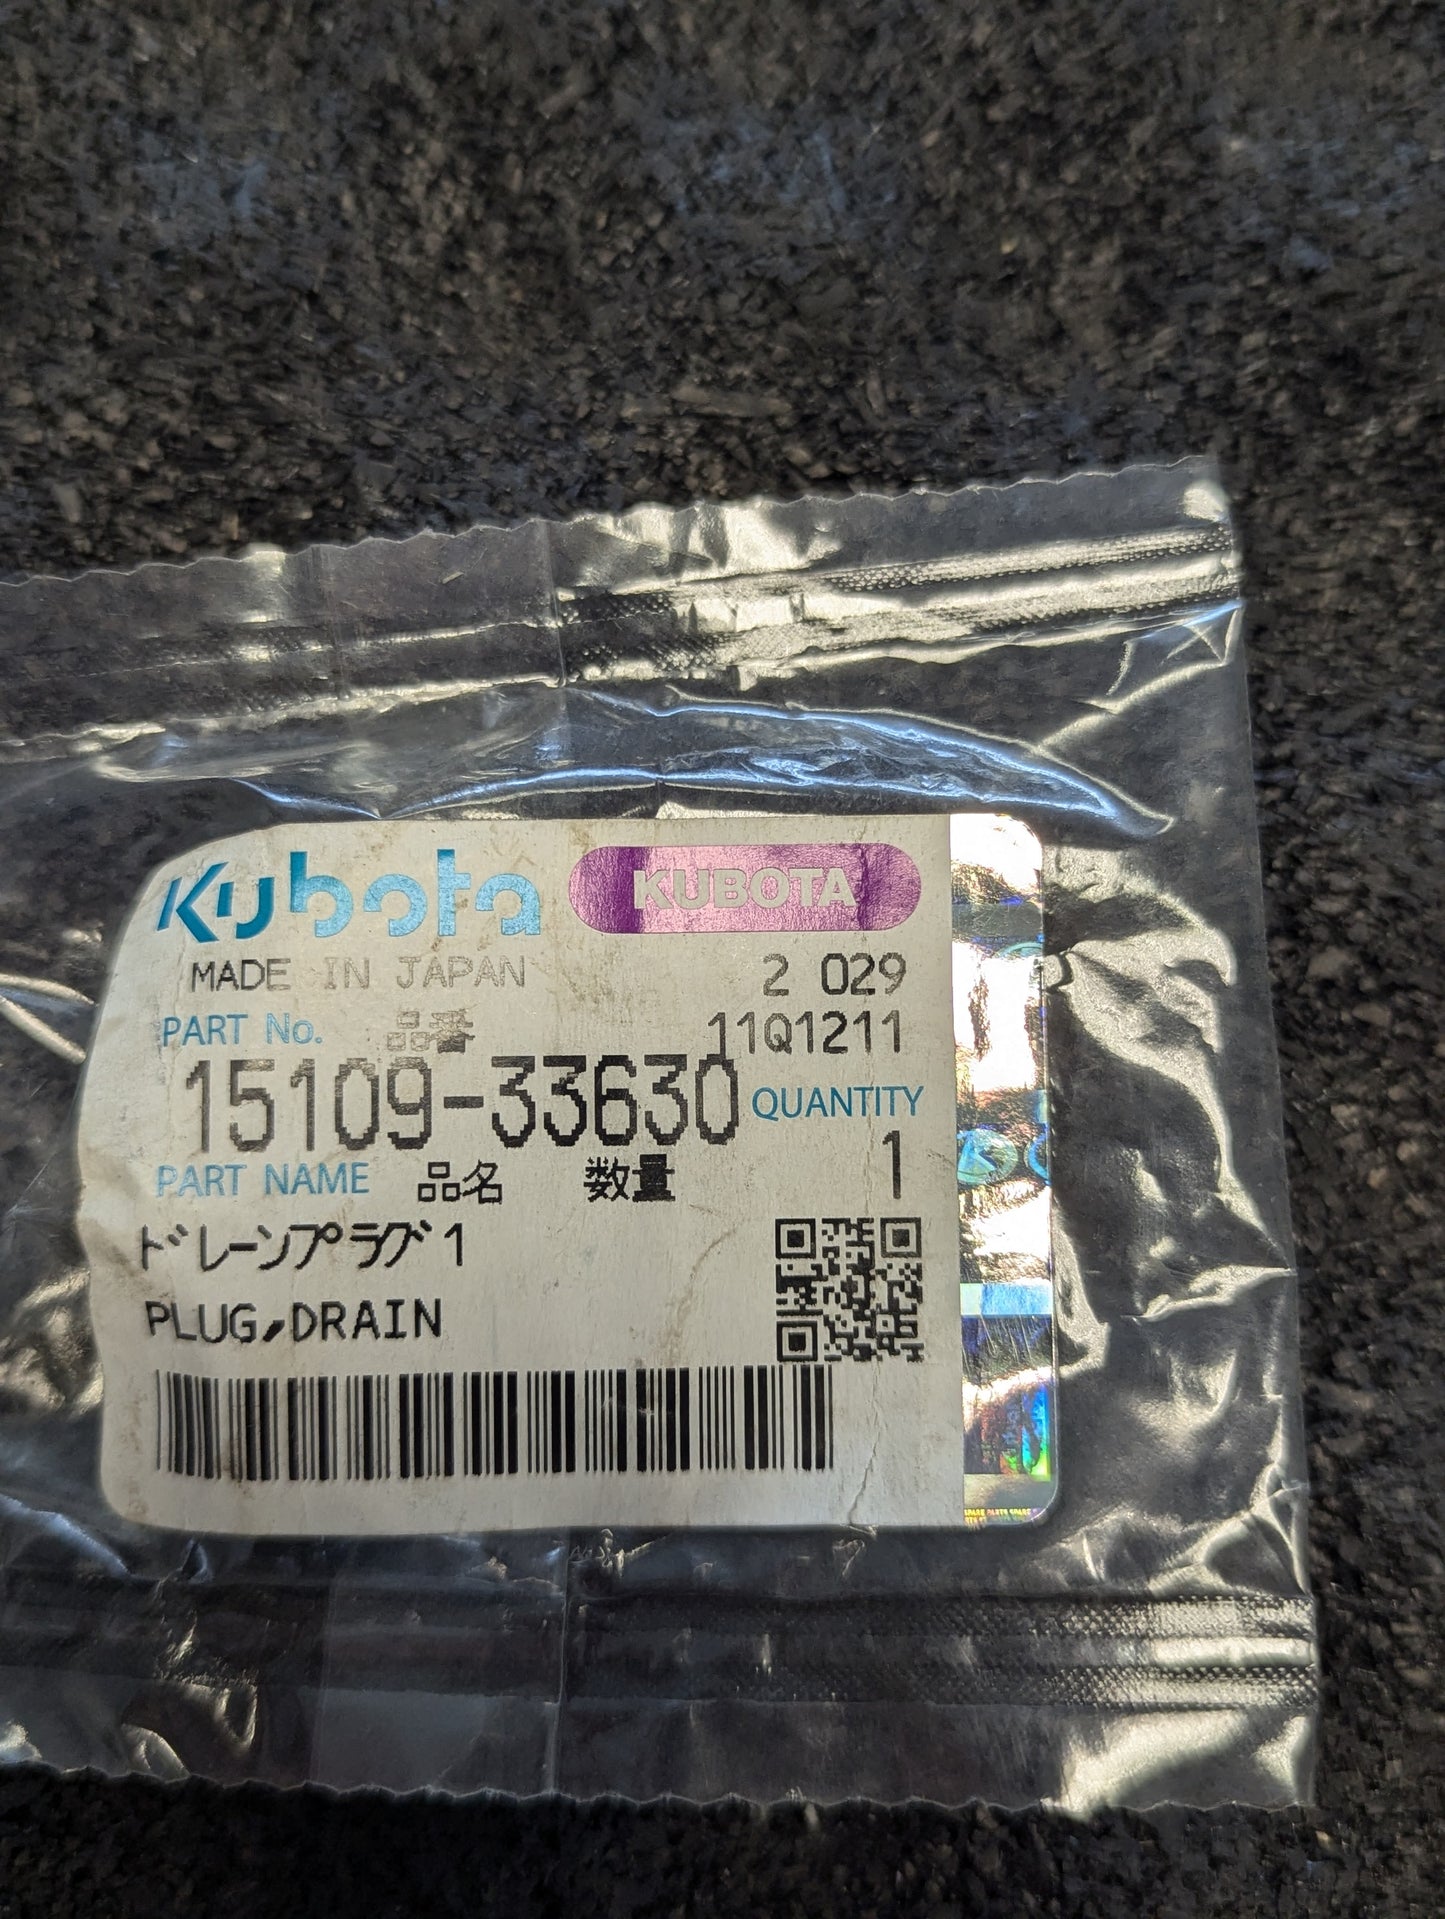 Kubota KUBOTA
MADE IN JAPAN 2 029
PART No. 品番 11Q1211
15109-33630 QUANTITY
PART NAME 品名 数量 1
ドレーンプラグ1
PLUG,DRAIN